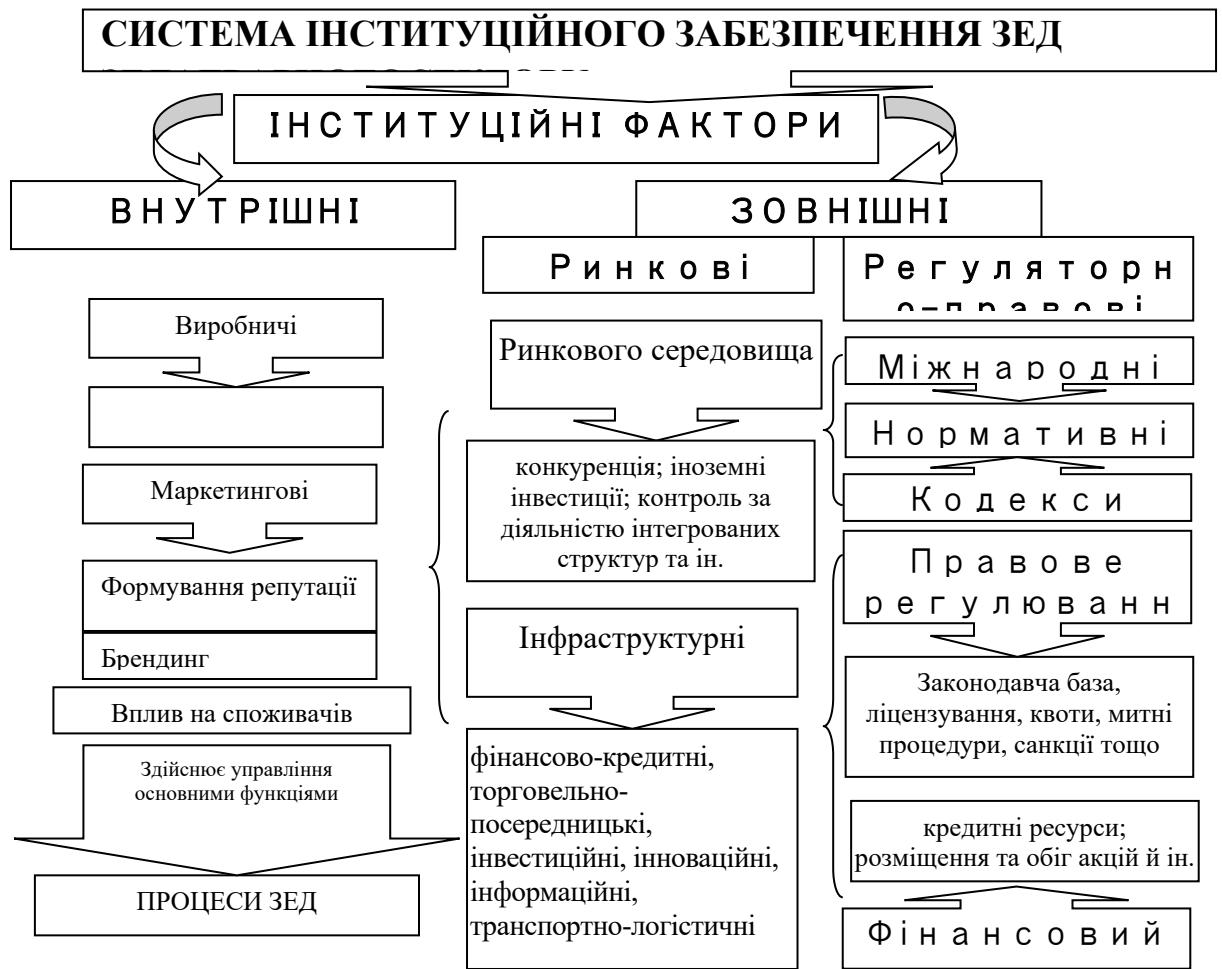 СИСТЕМА ІНСТИТУЦІЙНОГО ЗАБЕЗПЕЧЕННЯ ЗЕД
ІНСТИТУЦІЙНІ ФАКТОРИ
ВНУТРІШНІ
ЗОВНІШНІ
Ринкові
Регуляторн
о-правові
Виробничі
Маркетингові
Формування репутації
Брендинг
Вплив на споживачів
Здійснює управління
основними функціями
ПРОЦЕСИ ЗЕД
Ринкового середовища
конкуренція; іноземні
інвестиції; контроль за
діяльністю інтегрованих
структур та ін.
Інфраструктурні
фінансово-кредитні,
торговельно-
посередницькі,
інвестиційні, інноваційні,
інформаційні,
транспортно-логістичні
Міжнародні
Нормативні
Кодекси
Правове
регулюванн
Законодавча база,
ліцензування, квоти, митні
процедури, санкції тощо
кредитні ресурси;
розміщення та обіг акцій й ін.
Фінансовий